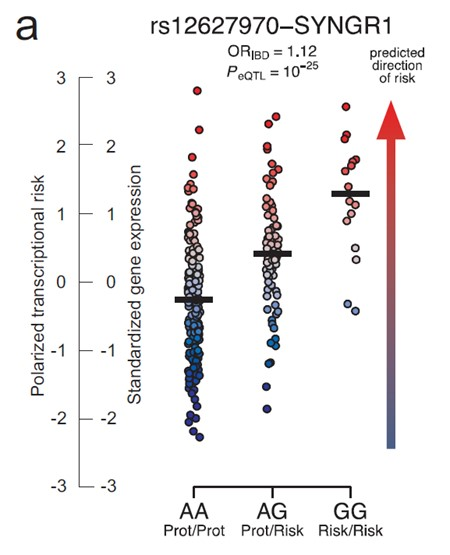 a
rs12627970–SYNGR1
OR_IBD = 1.12
P_eQTL = 10^−25
predicted
direction
of risk
Polarized transcriptional risk
3
2
1
0
-1
-2
-3
Standardized gene expression
3
2
1
0
-1
-2
-3
AA
Prot/Prot
AG
Prot/Risk
GG
Risk/Risk